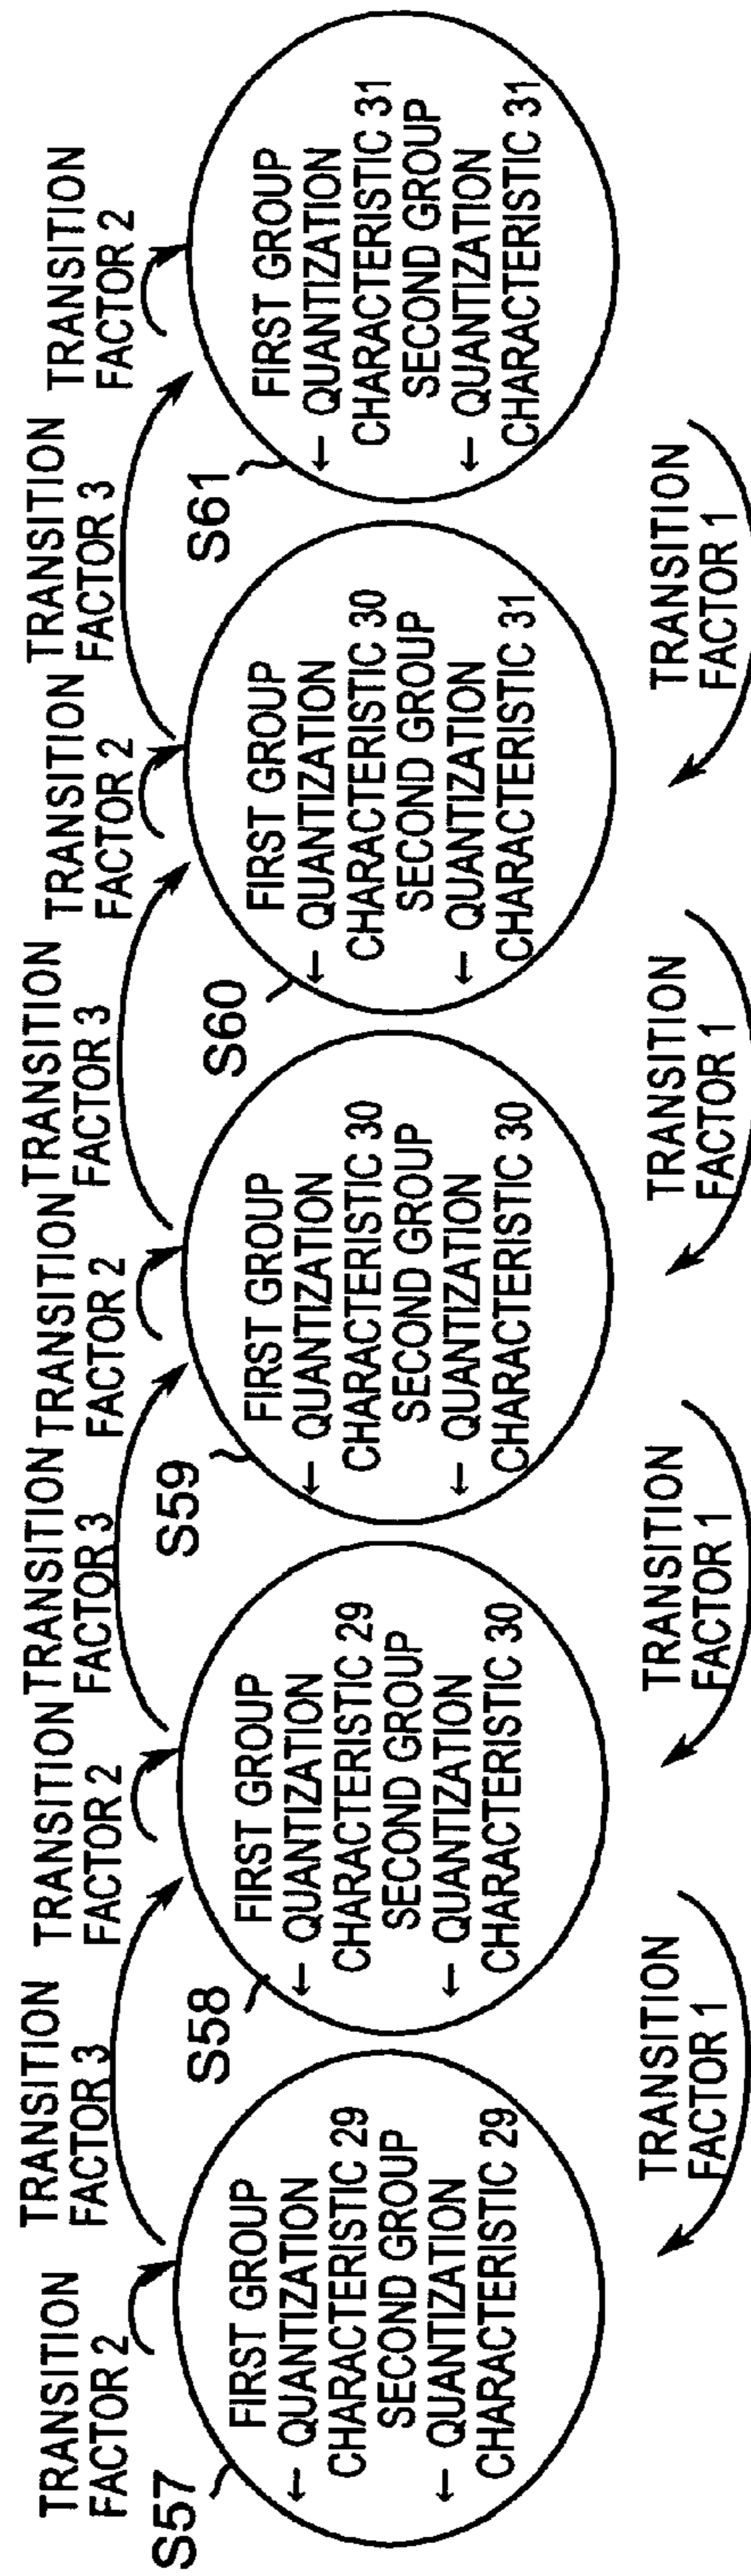 TRANSITION
FACTOR 2
TRANSITION
FACTOR 3
TRANSITION
FACTOR 2
TRANSITION
FACTOR 3
TRANSITION
FACTOR 2
TRANSITION
FACTOR 3
TRANSITION
FACTOR 2
TRANSITION
FACTOR 3
TRANSITION
FACTOR 2
S57
FIRST GROUP
← QUANTIZATION
CHARACTERISTIC 29
SECOND GROUP
← QUANTIZATION
CHARACTERISTIC 29
S58
FIRST GROUP
← QUANTIZATION
CHARACTERISTIC 29
SECOND GROUP
← QUANTIZATION
CHARACTERISTIC 30
S59
FIRST GROUP
← QUANTIZATION
CHARACTERISTIC 30
SECOND GROUP
← QUANTIZATION
CHARACTERISTIC 30
S60
FIRST GROUP
← QUANTIZATION
CHARACTERISTIC 30
SECOND GROUP
← QUANTIZATION
CHARACTERISTIC 31
S61
FIRST GROUP
← QUANTIZATION
CHARACTERISTIC 31
SECOND GROUP
← QUANTIZATION
CHARACTERISTIC 31
TRANSITION
FACTOR 1
TRANSITION
FACTOR 1
TRANSITION
FACTOR 1
TRANSITION
FACTOR 1